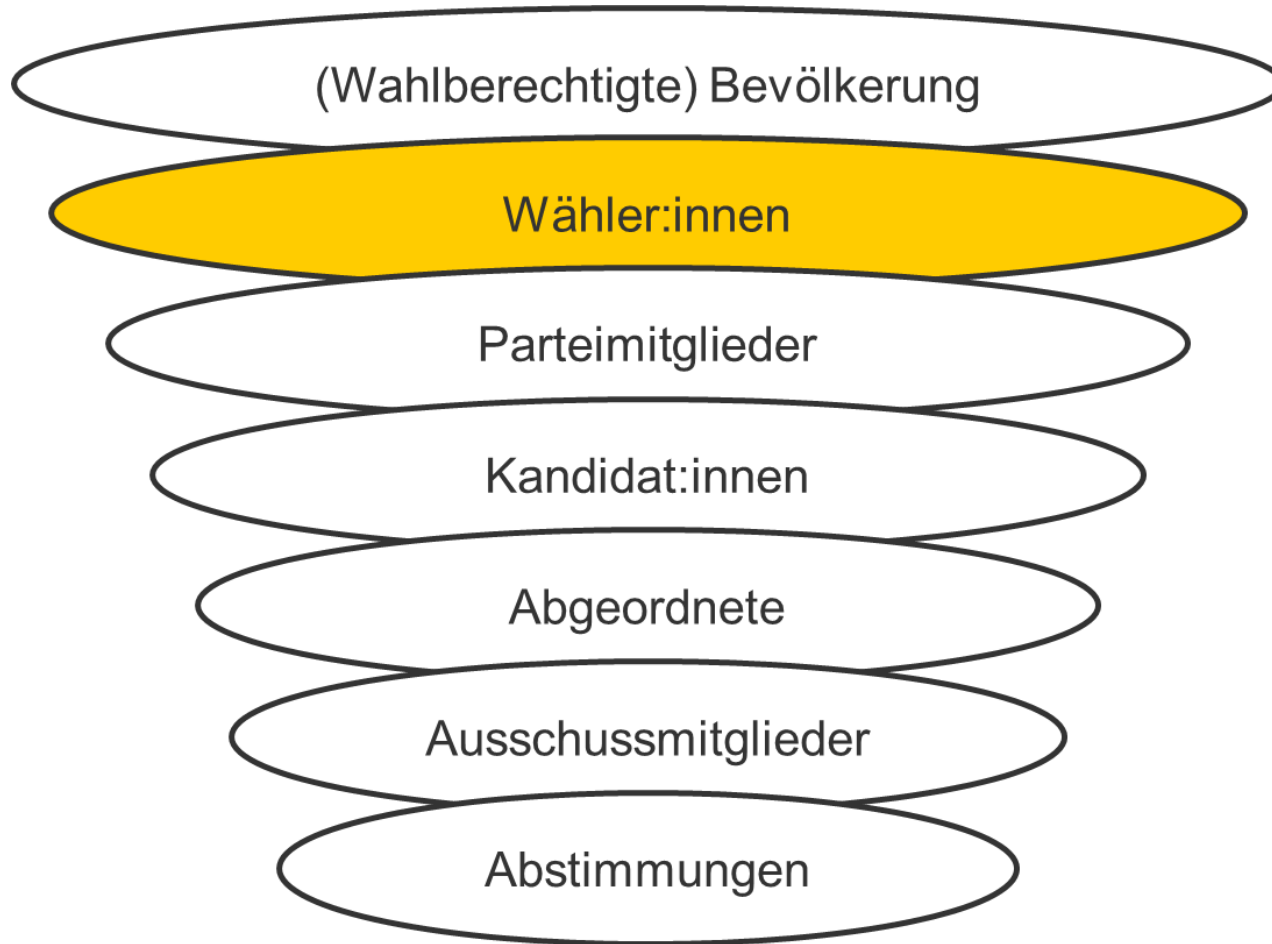 (Wahlberechtigte) Bevölkerung
Wähler:innen
Parteimitglieder
Kandidat:innen
Abgeordnete
Ausschussmitglieder
Abstimmungen